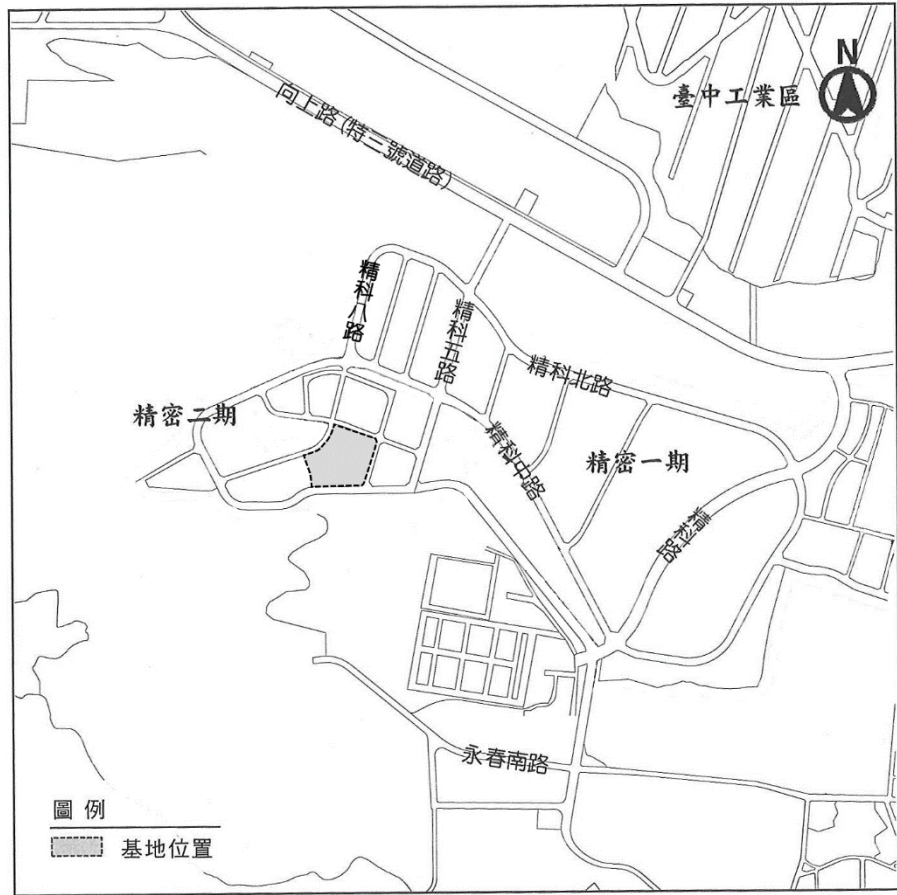 N
臺中工業區
向上路(特三號道路)
精科八路
精科五路
精科北路
精密二期
精科中路
精密一期
精科路
永春南路
圖例
基地位置